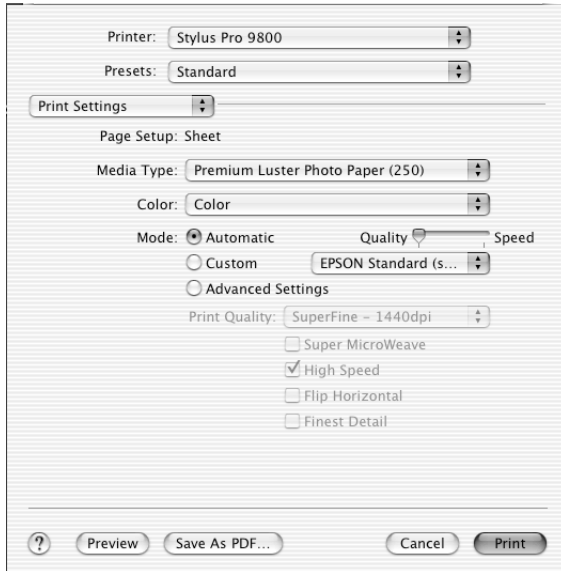 Printer: Stylus Pro 9800
Presets: Standard
Print Settings
Page Setup: Sheet
Media Type: Premium Luster Photo Paper (250)
Color: Color
Mode: Automatic Quality Speed
Custom EPSON Standard (s...
Advanced Settings
Print Quality: SuperFine - 1440dpi
Super MicroWeave
High Speed
Flip Horizontal
Finest Detail
? Preview Save As PDF... Cancel Print